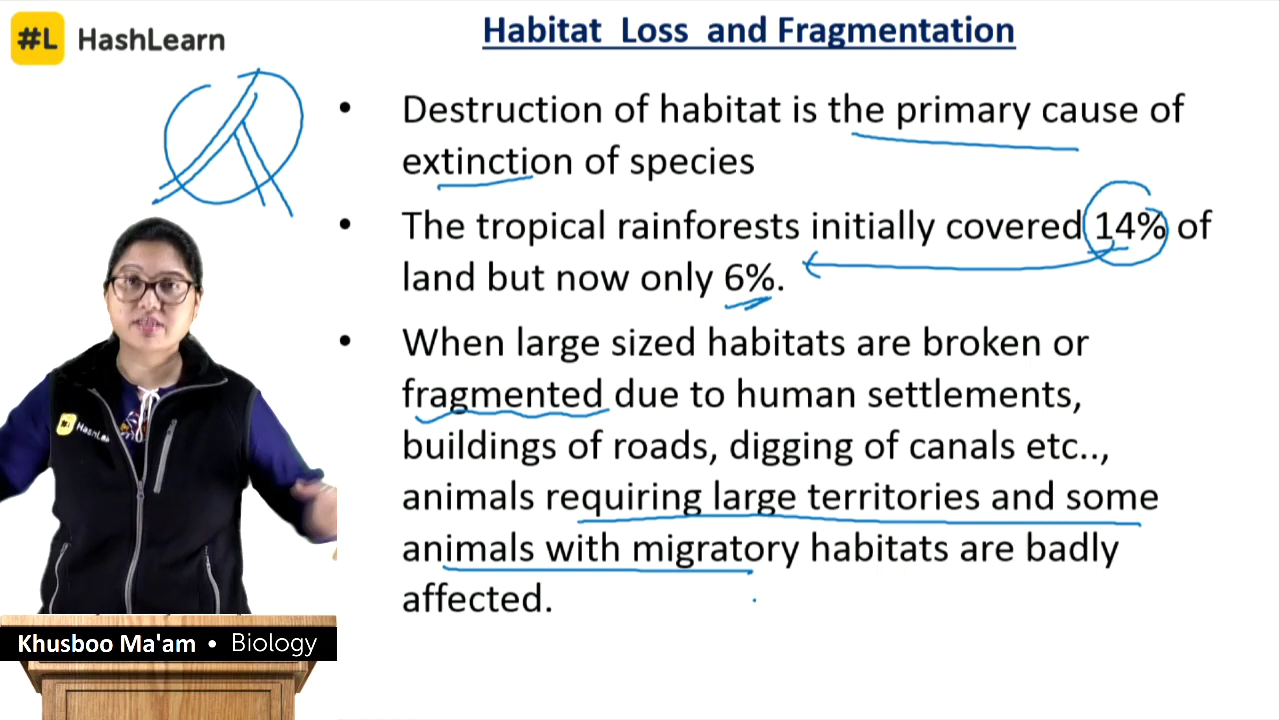 #L HashLearn
Habitat Loss and Fragmentation
• Destruction of habitat is the primary cause of
extinction of species
• The tropical rainforests initially covered 14% of
land but now only 6%.
• When large sized habitats are broken or
fragmented due to human settlements,
buildings of roads, digging of canals etc..,
animals requiring large territories and some
animals with migratory habitats are badly
affected.
#L HashLea
Khusboo Ma'am • Biology